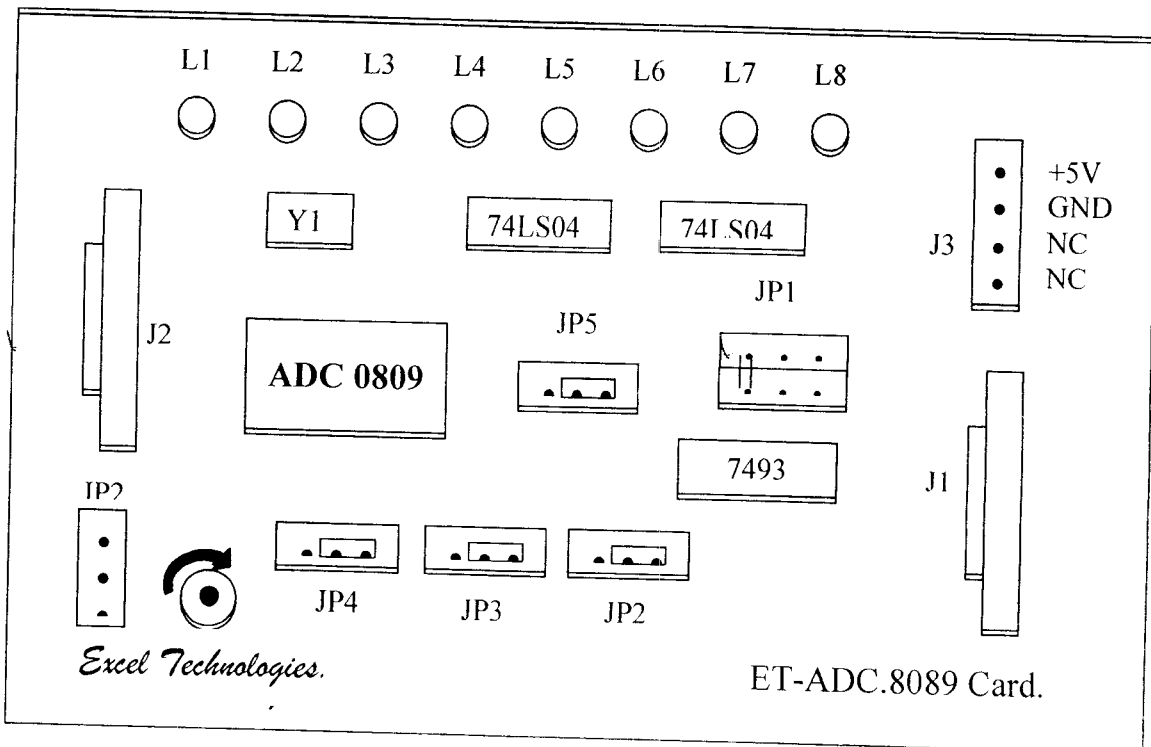 L1 L2 L3 L4 L5 L6 L7 L8
+5V
GND
NC
NC
J3
Y1
74LS04
74LS04
JP1
J2
JP5
ADC 0809
7493
J1
JP2
JP4
JP3
JP2
Excel Technologies.
ET-ADC.8089 Card.